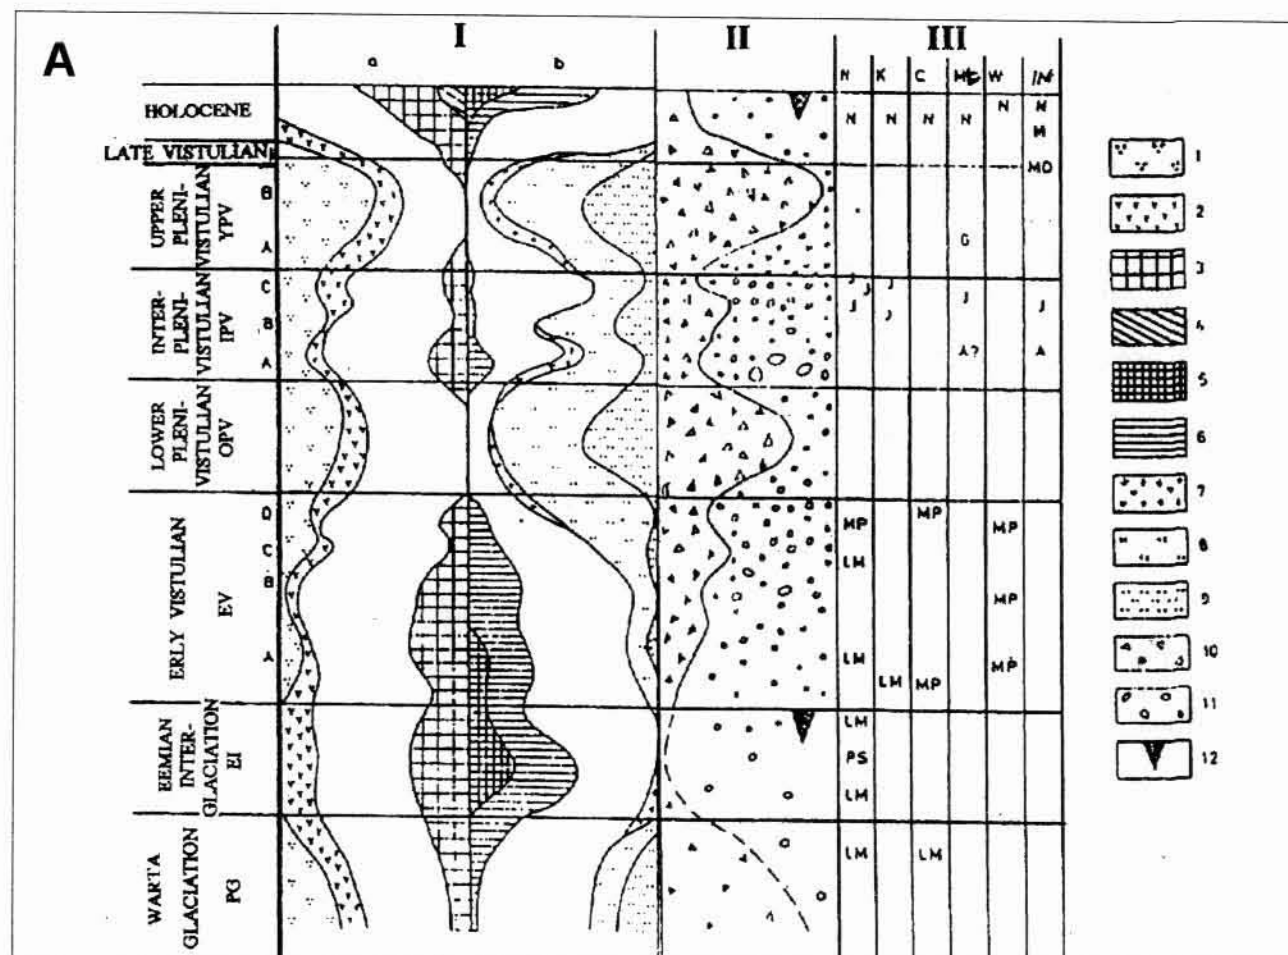 A
I II III
a b
N K C W INt
HOLOCENE
N N N N N N
M
LATE VISTULIAN
MD
UPPER
PLENI-
VISTULIAN
YPV
B
A
G
INTER-
PLENI-
VISTULIAN
IPV
C
B
A
J J
J J J J
J
A? A
LOWER
PLENI-
VISTULIAN
OPV
ERLY VISTULIAN
EV
D
C
B
A
MP MP MP
LM
MP
LM MP
LM MP
EEMIAN
INTER-
GLACIATION
EI
LM
PS
LM
WARTA
GLACIATION
PG
LM LM
1
2
3
4
5
6
7
8
9
10
11
12